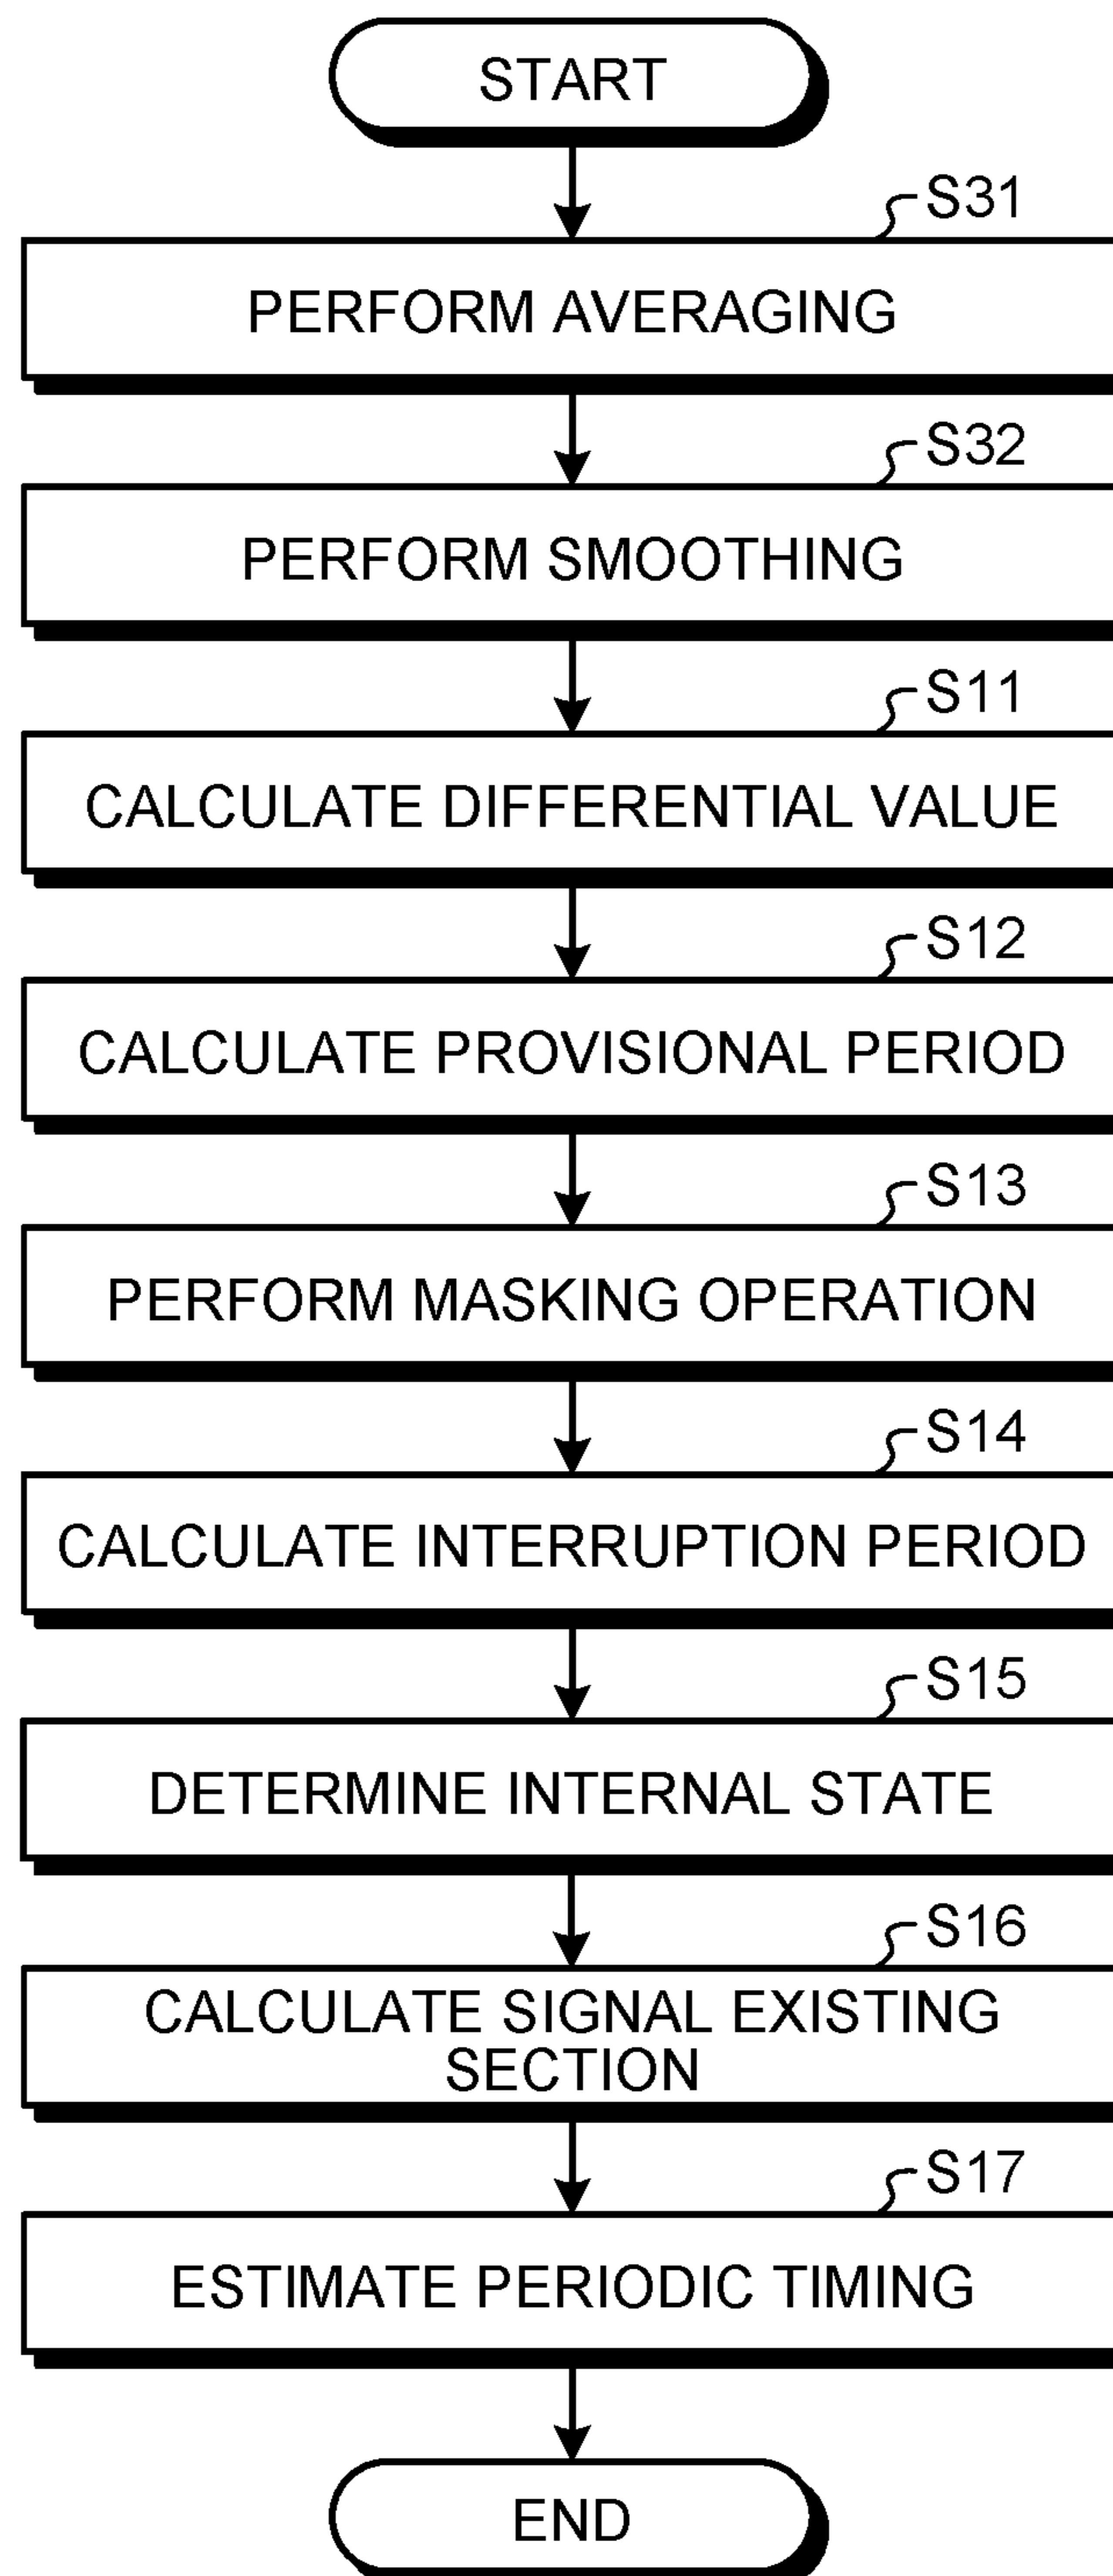 START
S31
PERFORM AVERAGING
S32
PERFORM SMOOTHING
S11
CALCULATE DIFFERENTIAL VALUE
S12
CALCULATE PROVISIONAL PERIOD
S13
PERFORM MASKING OPERATION
S14
CALCULATE INTERRUPTION PERIOD
S15
DETERMINE INTERNAL STATE
S16
CALCULATE SIGNAL EXISTING
SECTION
S17
ESTIMATE PERIODIC TIMING
END